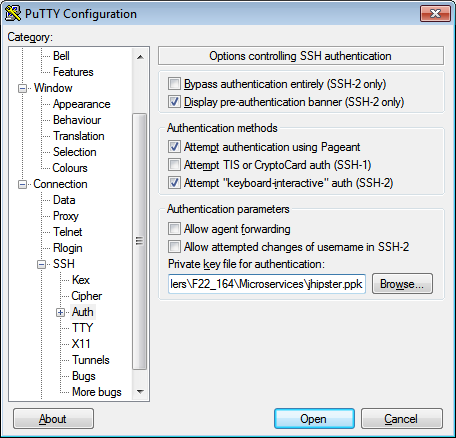 PuTTY Configuration
Category:
Bell
Features
Window
Appearance
Behaviour
Translation
Selection
Colours
Connection
Data
Proxy
Telnet
Rlogin
SSH
Kex
Cipher
Auth
TTY
X11
Tunnels
Bugs
More bugs
Options controlling SSH authentication
Bypass authentication entirely (SSH-2 only)
Display pre-authentication banner (SSH-2 only)
Authentication methods
Attempt authentication using Pageant
Attempt TIS or CryptoCard auth (SSH-1)
Attempt "keyboard-interactive" auth (SSH-2)
Authentication parameters
Allow agent forwarding
Allow attempted changes of username in SSH-2
Private key file for authentication:
lers\F22_164\Microservices\jhipster.ppk
Browse...
About
Open
Cancel